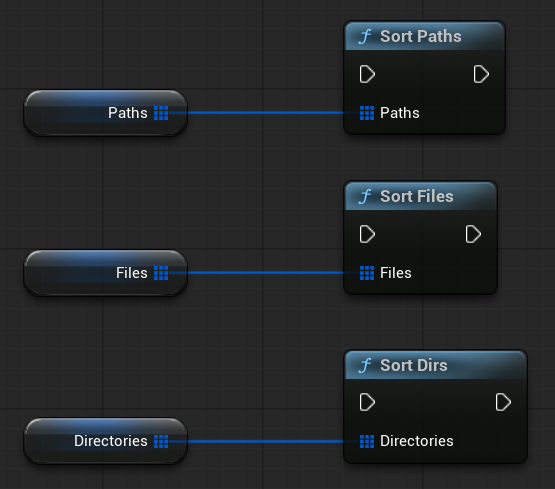 Sort Paths
Paths
Paths
Sort Files
Files
Files
Sort Dirs
Directories
Directories